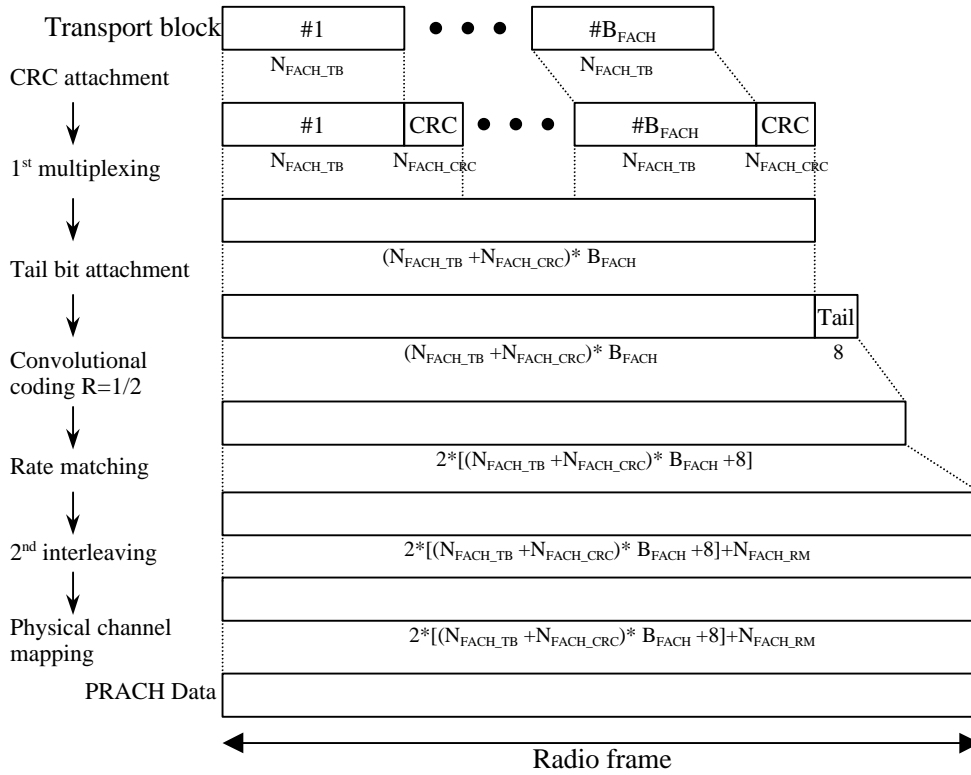 Transport block #1 • • • #B_FACH
N_FACH_TB N_FACH_TB
CRC attachment
#1 CRC • • • #B_FACH CRC
N_FACH_TB N_FACH_CRC N_FACH_TB N_FACH_CRC
1st multiplexing
(N_FACH_TB +N_FACH_CRC)* B_FACH
Tail bit attachment
Tail
(N_FACH_TB +N_FACH_CRC)* B_FACH 8
Convolutional
coding R=1/2
2*[(N_FACH_TB +N_FACH_CRC)* B_FACH +8]
Rate matching
2*[(N_FACH_TB +N_FACH_CRC)* B_FACH +8]+N_FACH_RM
2nd interleaving
2*[(N_FACH_TB +N_FACH_CRC)* B_FACH +8]+N_FACH_RM
Physical channel
mapping
PRACH Data
Radio frame